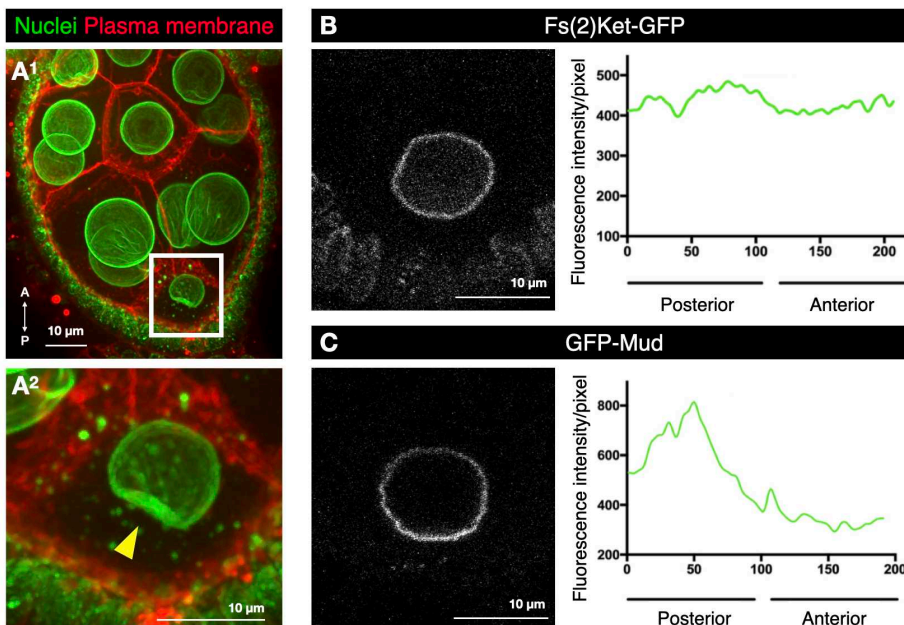 Nuclei Plasma membrane
A1
A
P
10 µm
A2
10 µm
B
Fs(2)Ket-GFP
10 µm
Fluorescence intensity/pixel
500
400
300
200
100
0
50
100
150
200
Posterior
Anterior
C
GFP-Mud
10 µm
Fluorescence intensity/pixel
800
600
400
200
0
50
100
150
200
Posterior
Anterior